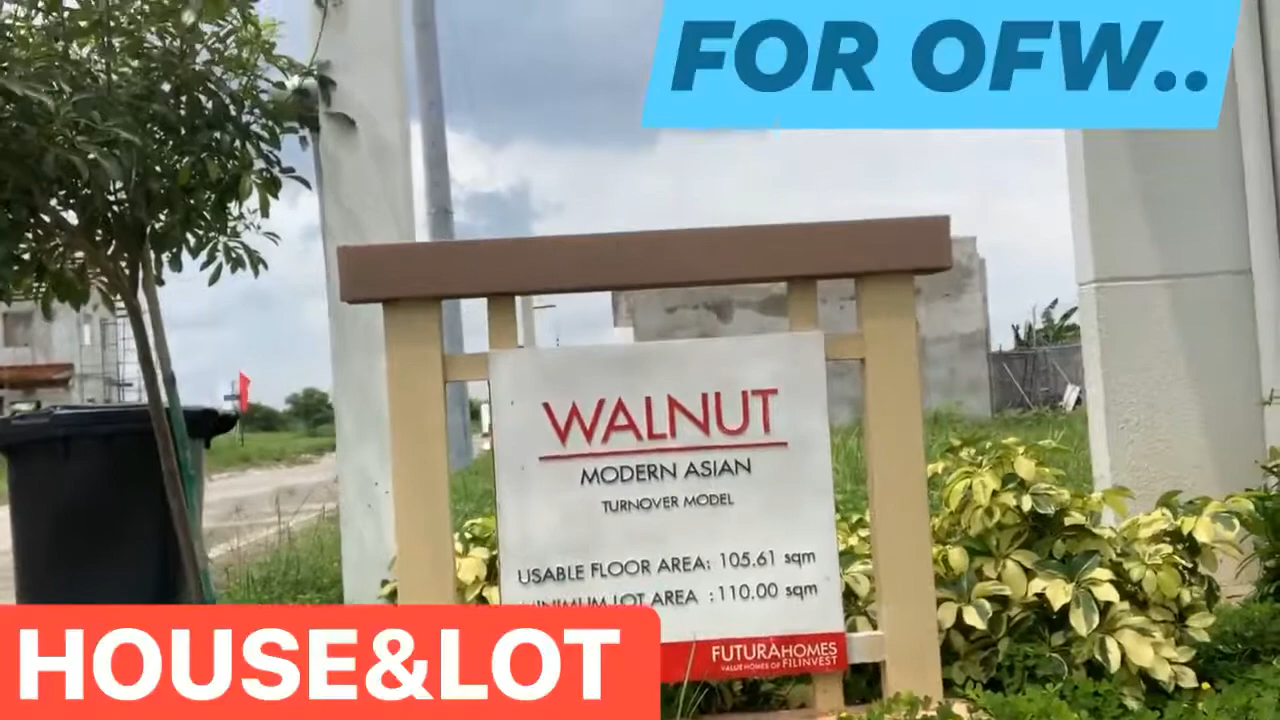 FOR OFW..
WALNUT
MODERN ASIAN
TURNOVER MODEL
USABLE FLOOR AREA: 105.61 sqm
MINIMUM LOT AREA : 110.00 sqm
FUTURAHOMES
VALUE HOMES OF FILINVEST
HOUSE&LOT